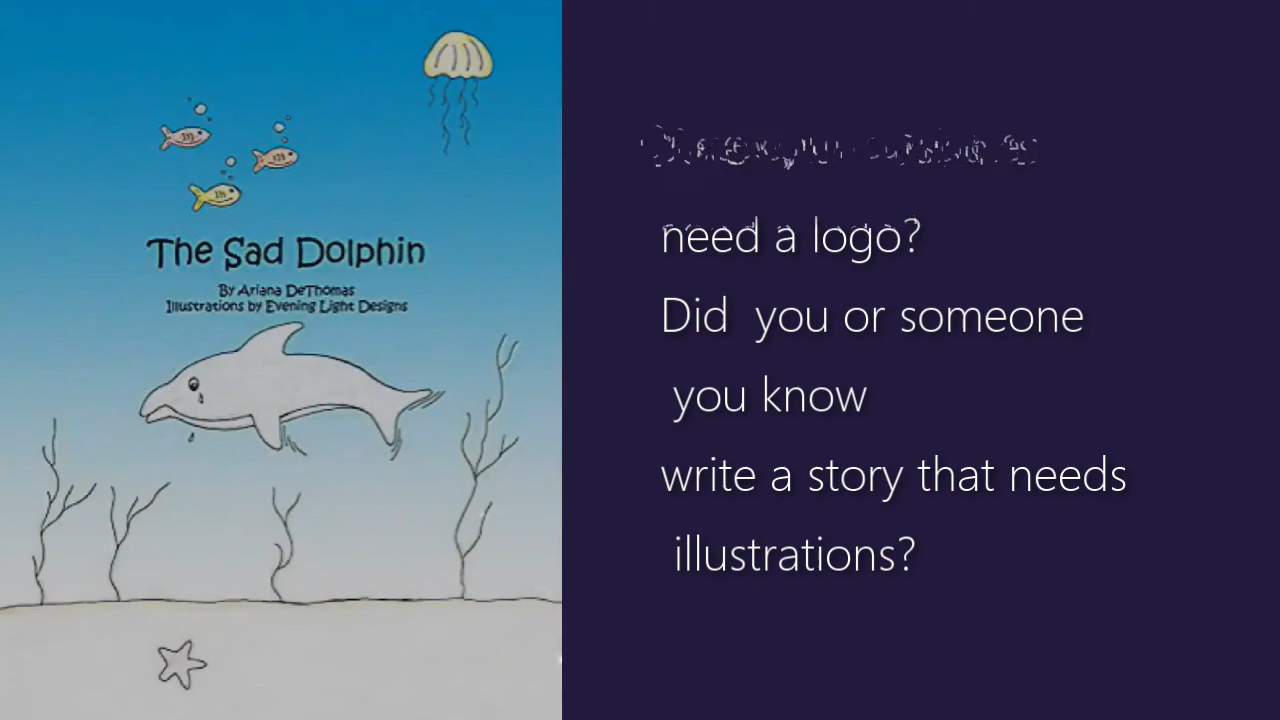 The Sad Dolphin
By Ariana DeThomas
Illustrations by Evening Light Designs
need a logo?
Did you or someone
you know
write a story that needs
illustrations?